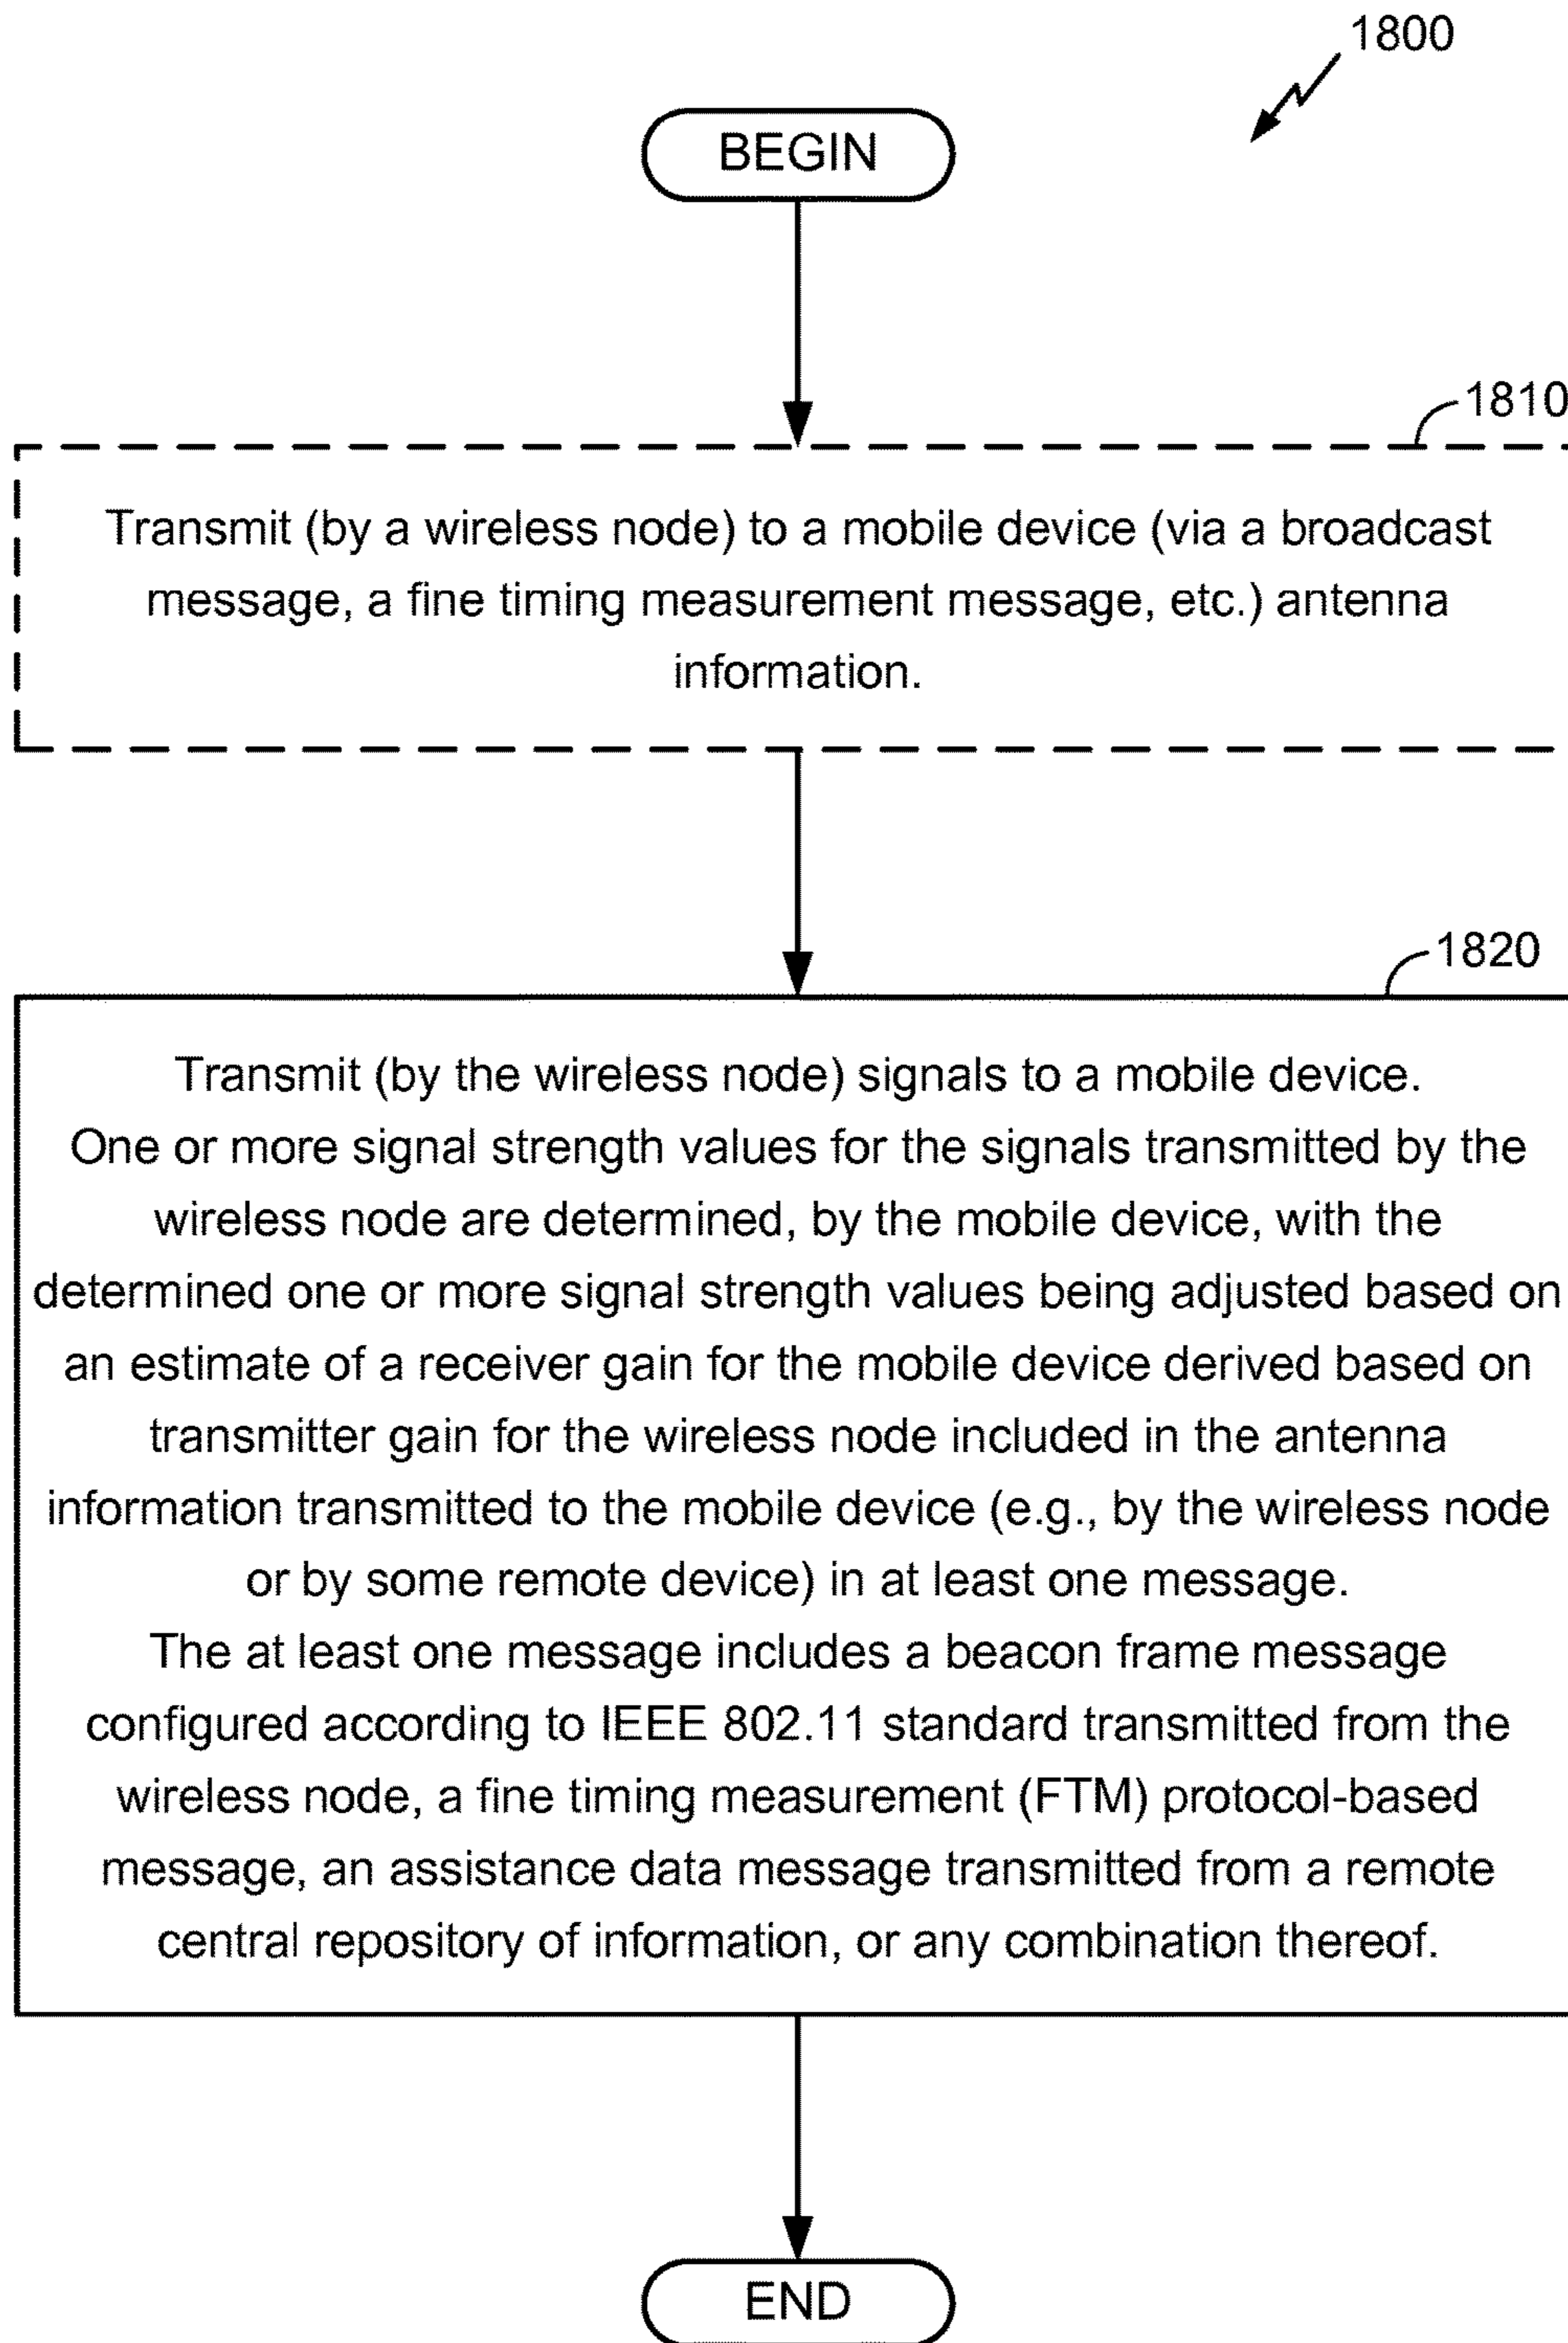 1800
BEGIN
1810
Transmit (by a wireless node) to a mobile device (via a broadcast
message, a fine timing measurement message, etc.) antenna
information.
1820
Transmit (by the wireless node) signals to a mobile device.
One or more signal strength values for the signals transmitted by the
wireless node are determined, by the mobile device, with the
determined one or more signal strength values being adjusted based on
an estimate of a receiver gain for the mobile device derived based on
transmitter gain for the wireless node included in the antenna
information transmitted to the mobile device (e.g., by the wireless node
or by some remote device) in at least one message.
The at least one message includes a beacon frame message
configured according to IEEE 802.11 standard transmitted from the
wireless node, a fine timing measurement (FTM) protocol-based
message, an assistance data message transmitted from a remote
central repository of information, or any combination thereof.
END